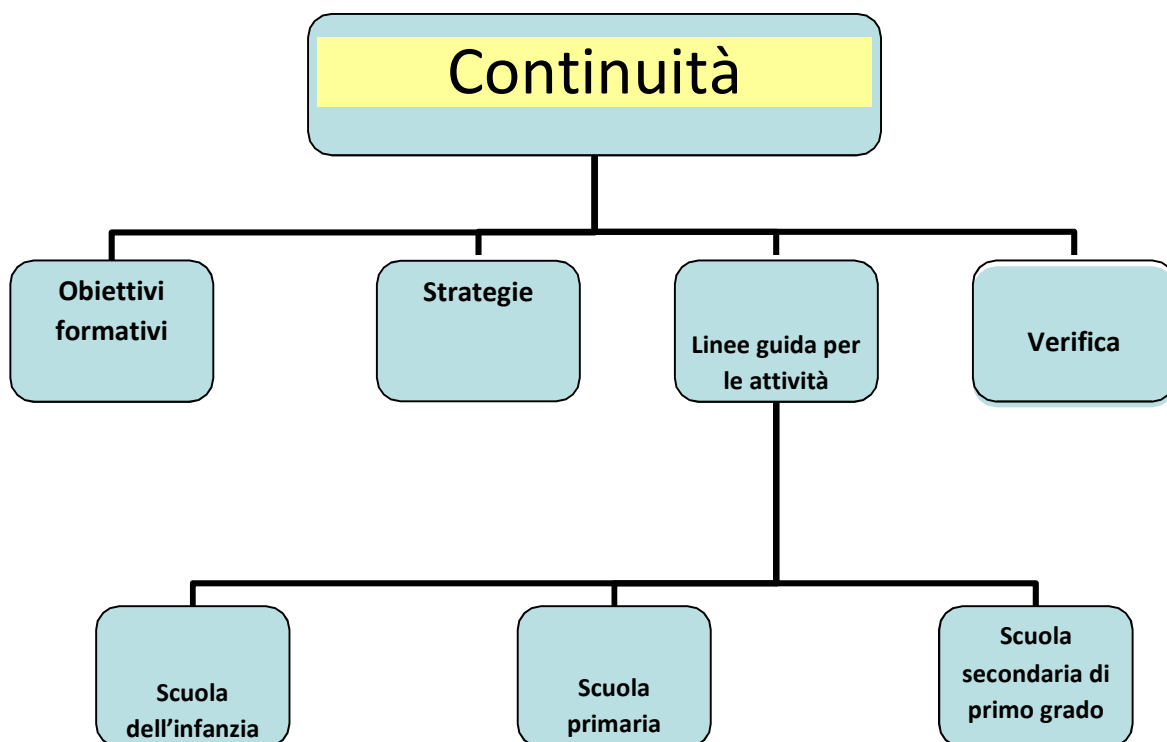 Continuità
Obiettivi
formativi
Strategie
Linee guida per
le attività
Verifica
Scuola
dell’infanzia
Scuola
primaria
Scuola
secondaria di
primo grado